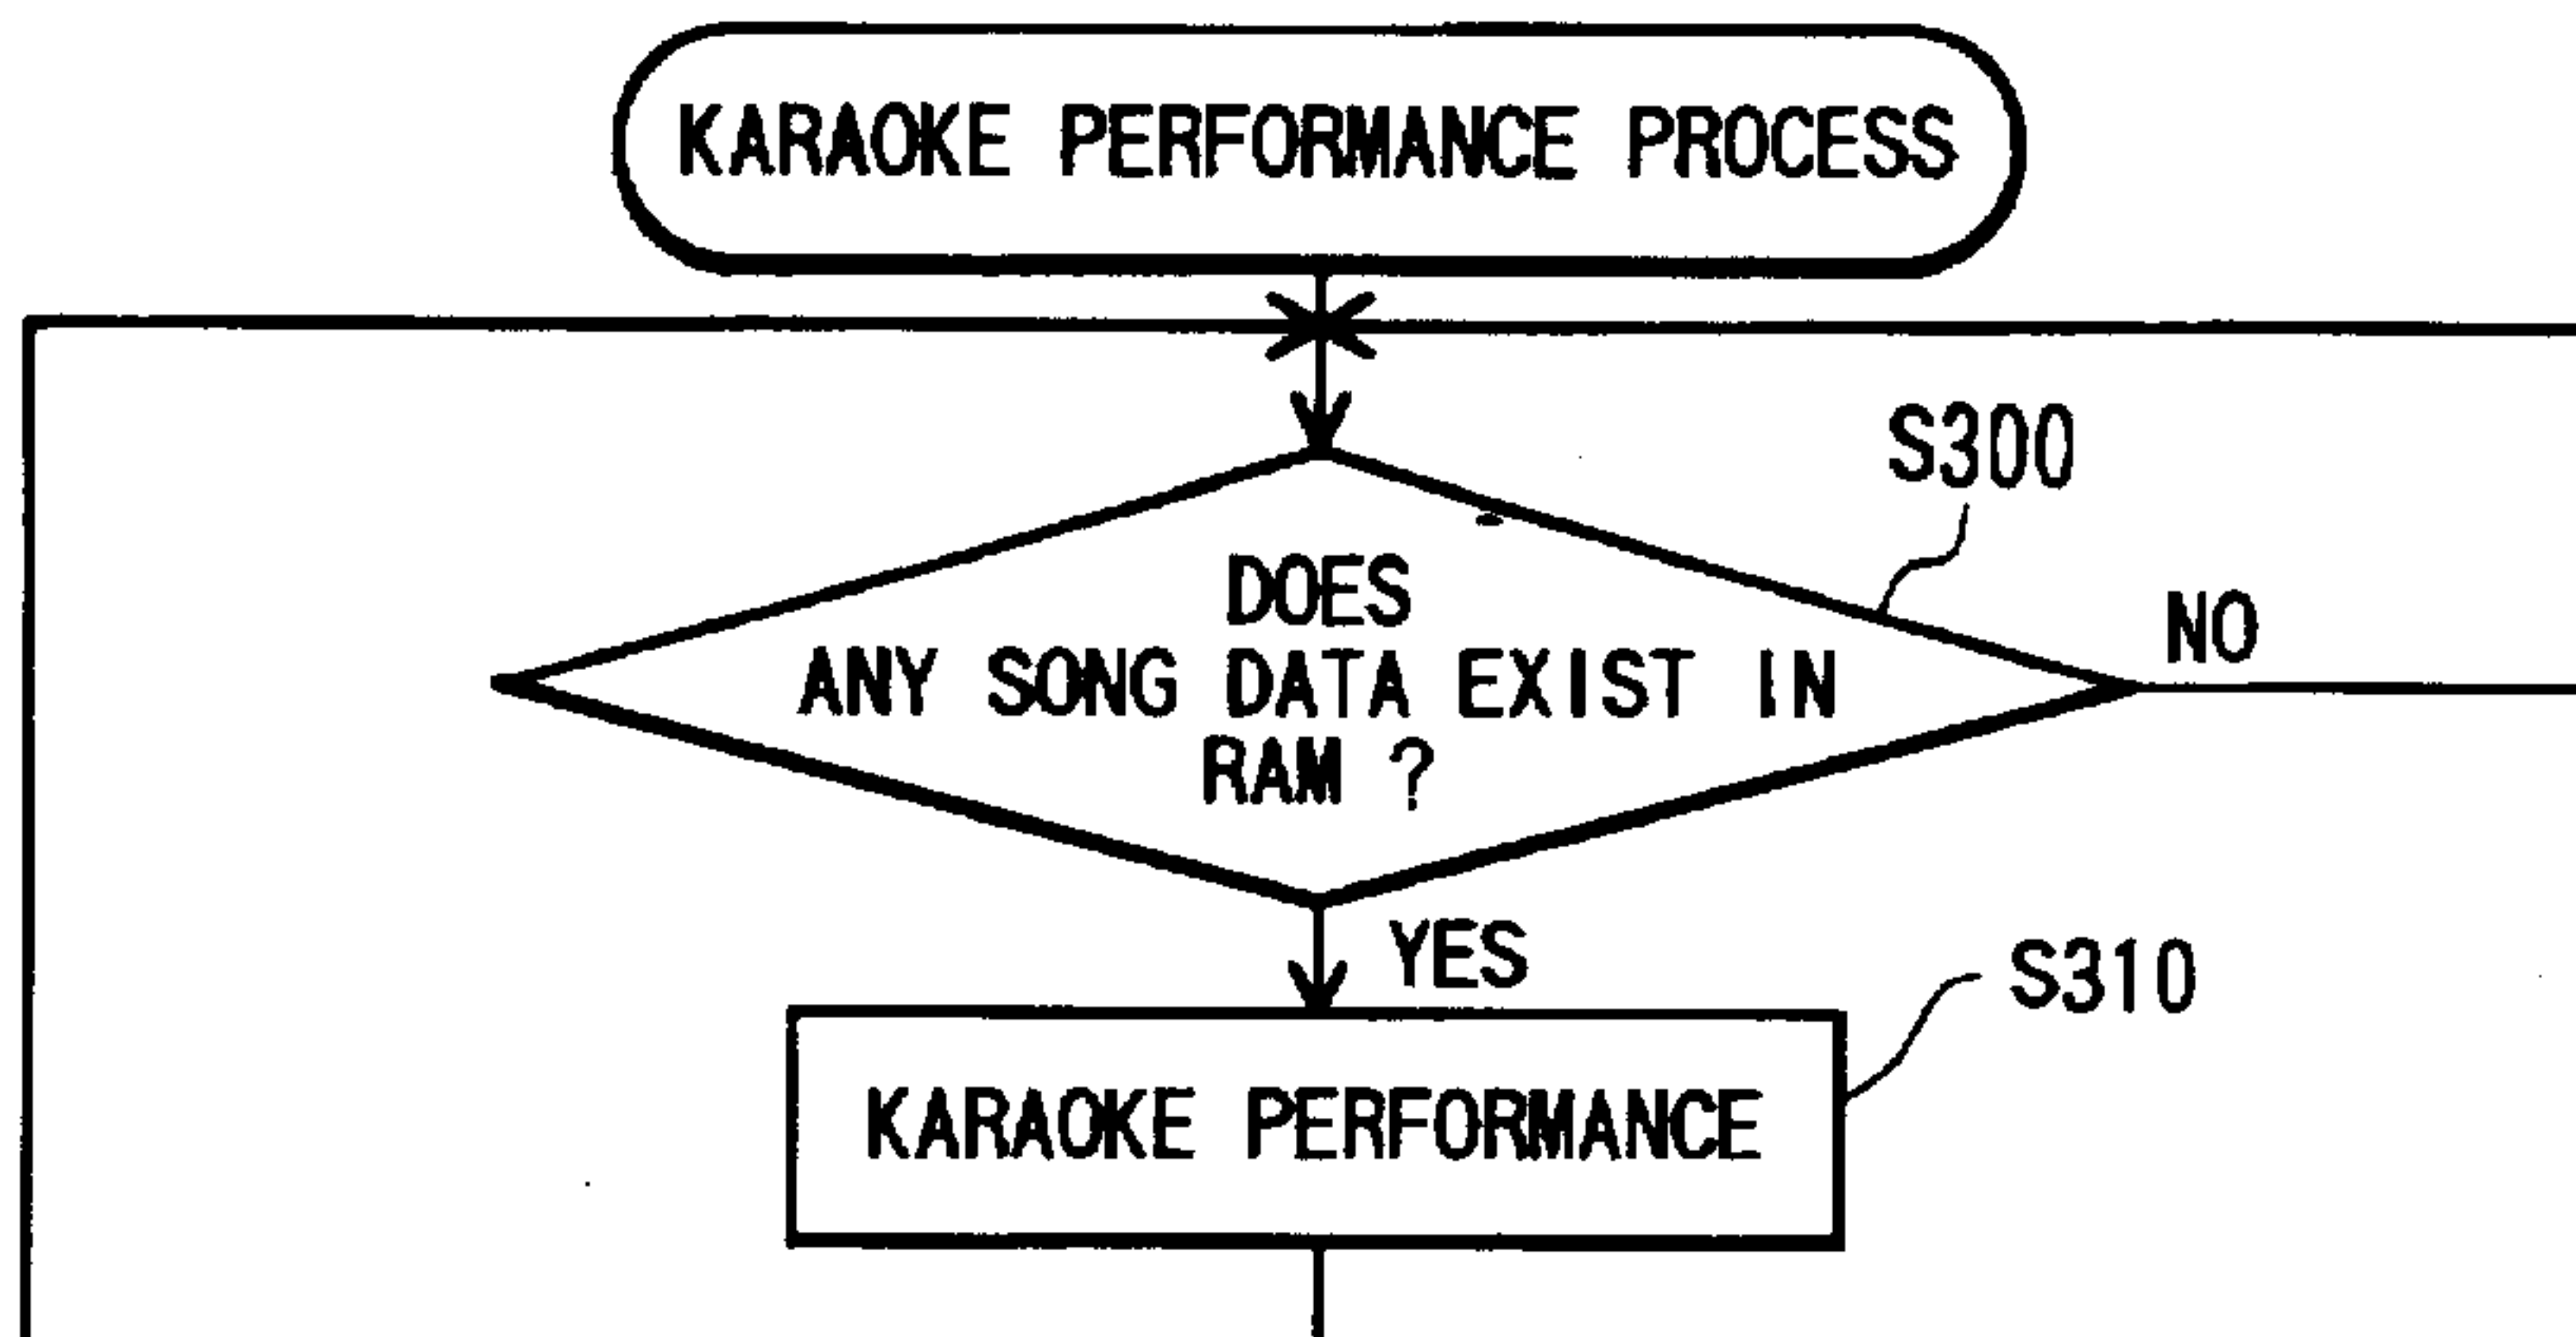 KARAOKE PERFORMANCE PROCESS
S300
DOES
ANY SONG DATA EXIST IN
RAM ?
NO
YES
S310
KARAOKE PERFORMANCE